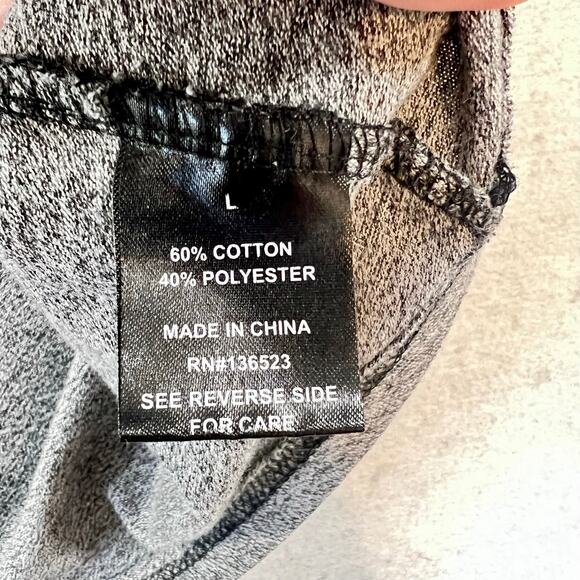 L
60% COTTON
40% POLYESTER
MADE IN CHINA
RN#136523
SEE REVERSE SIDE
FOR CARE